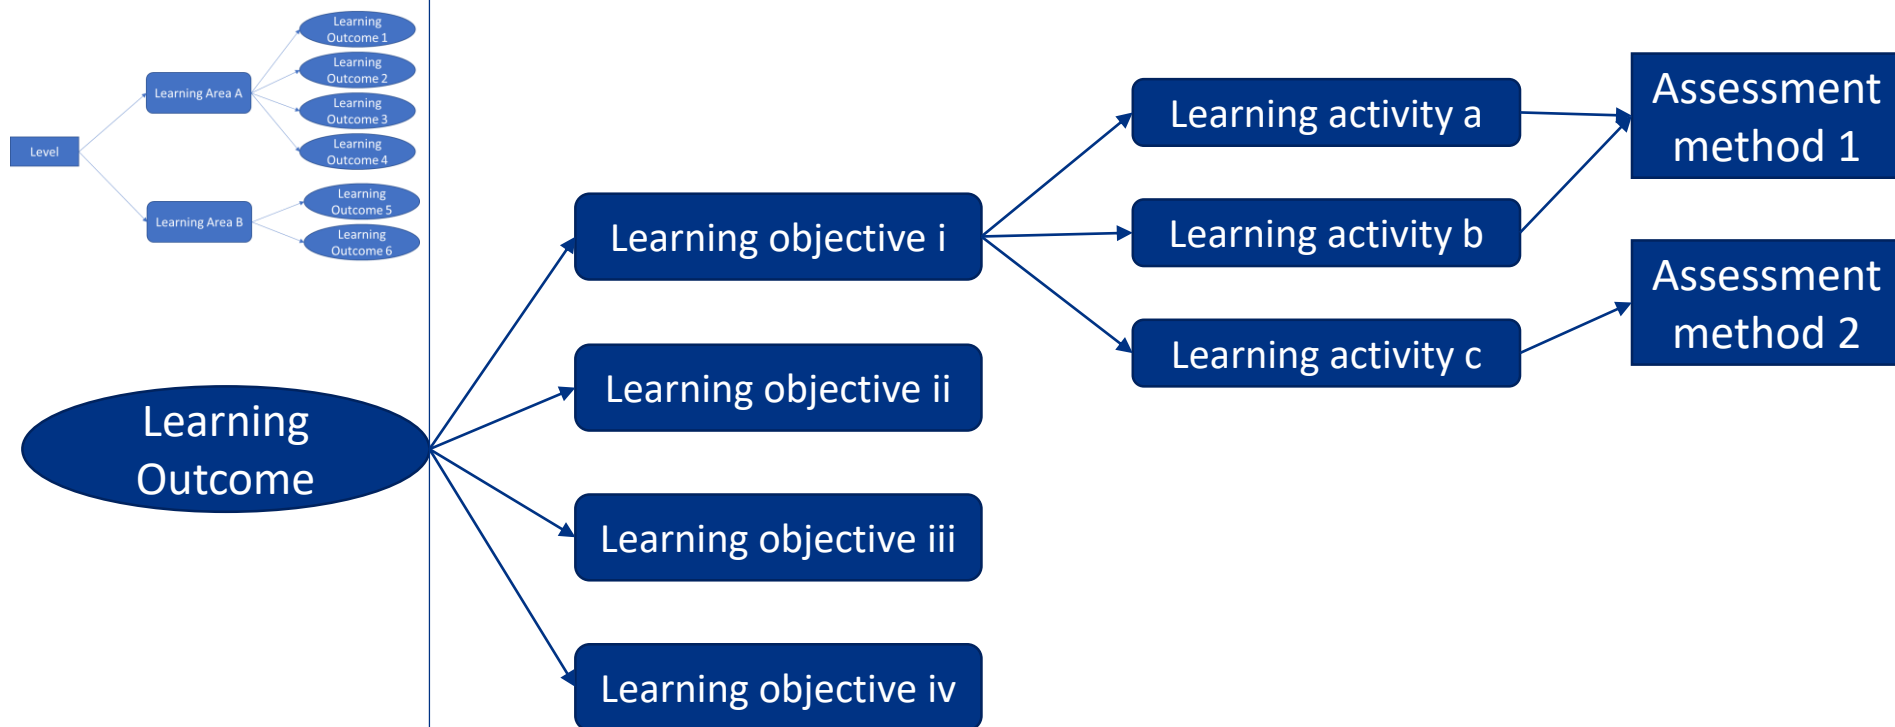 Learning
Outcome 1
Learning
Outcome 2
Learning Area A
Learning
Outcome 3
Learning
Outcome 4
Level
Learning
Outcome 5
Learning Area B
Learning
Outcome 6
Learning
Outcome
Learning objective i
Learning objective ii
Learning objective iii
Learning objective iv
Learning activity a
Learning activity b
Learning activity c
Assessment
method 1
Assessment
method 2